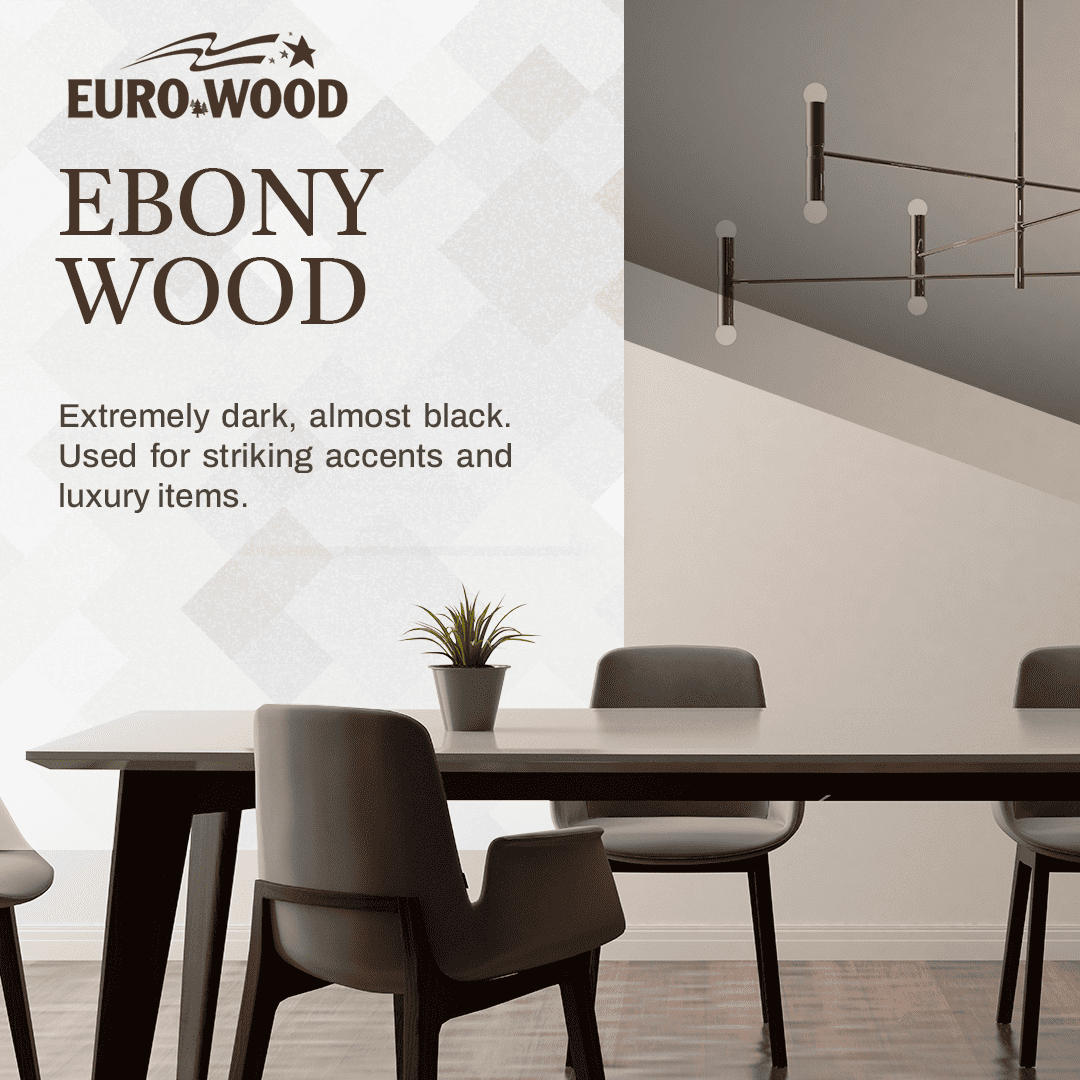 EURO WOOD
EBONY
WOOD
Extremely dark, almost black.
Used for striking accents and
luxury items.